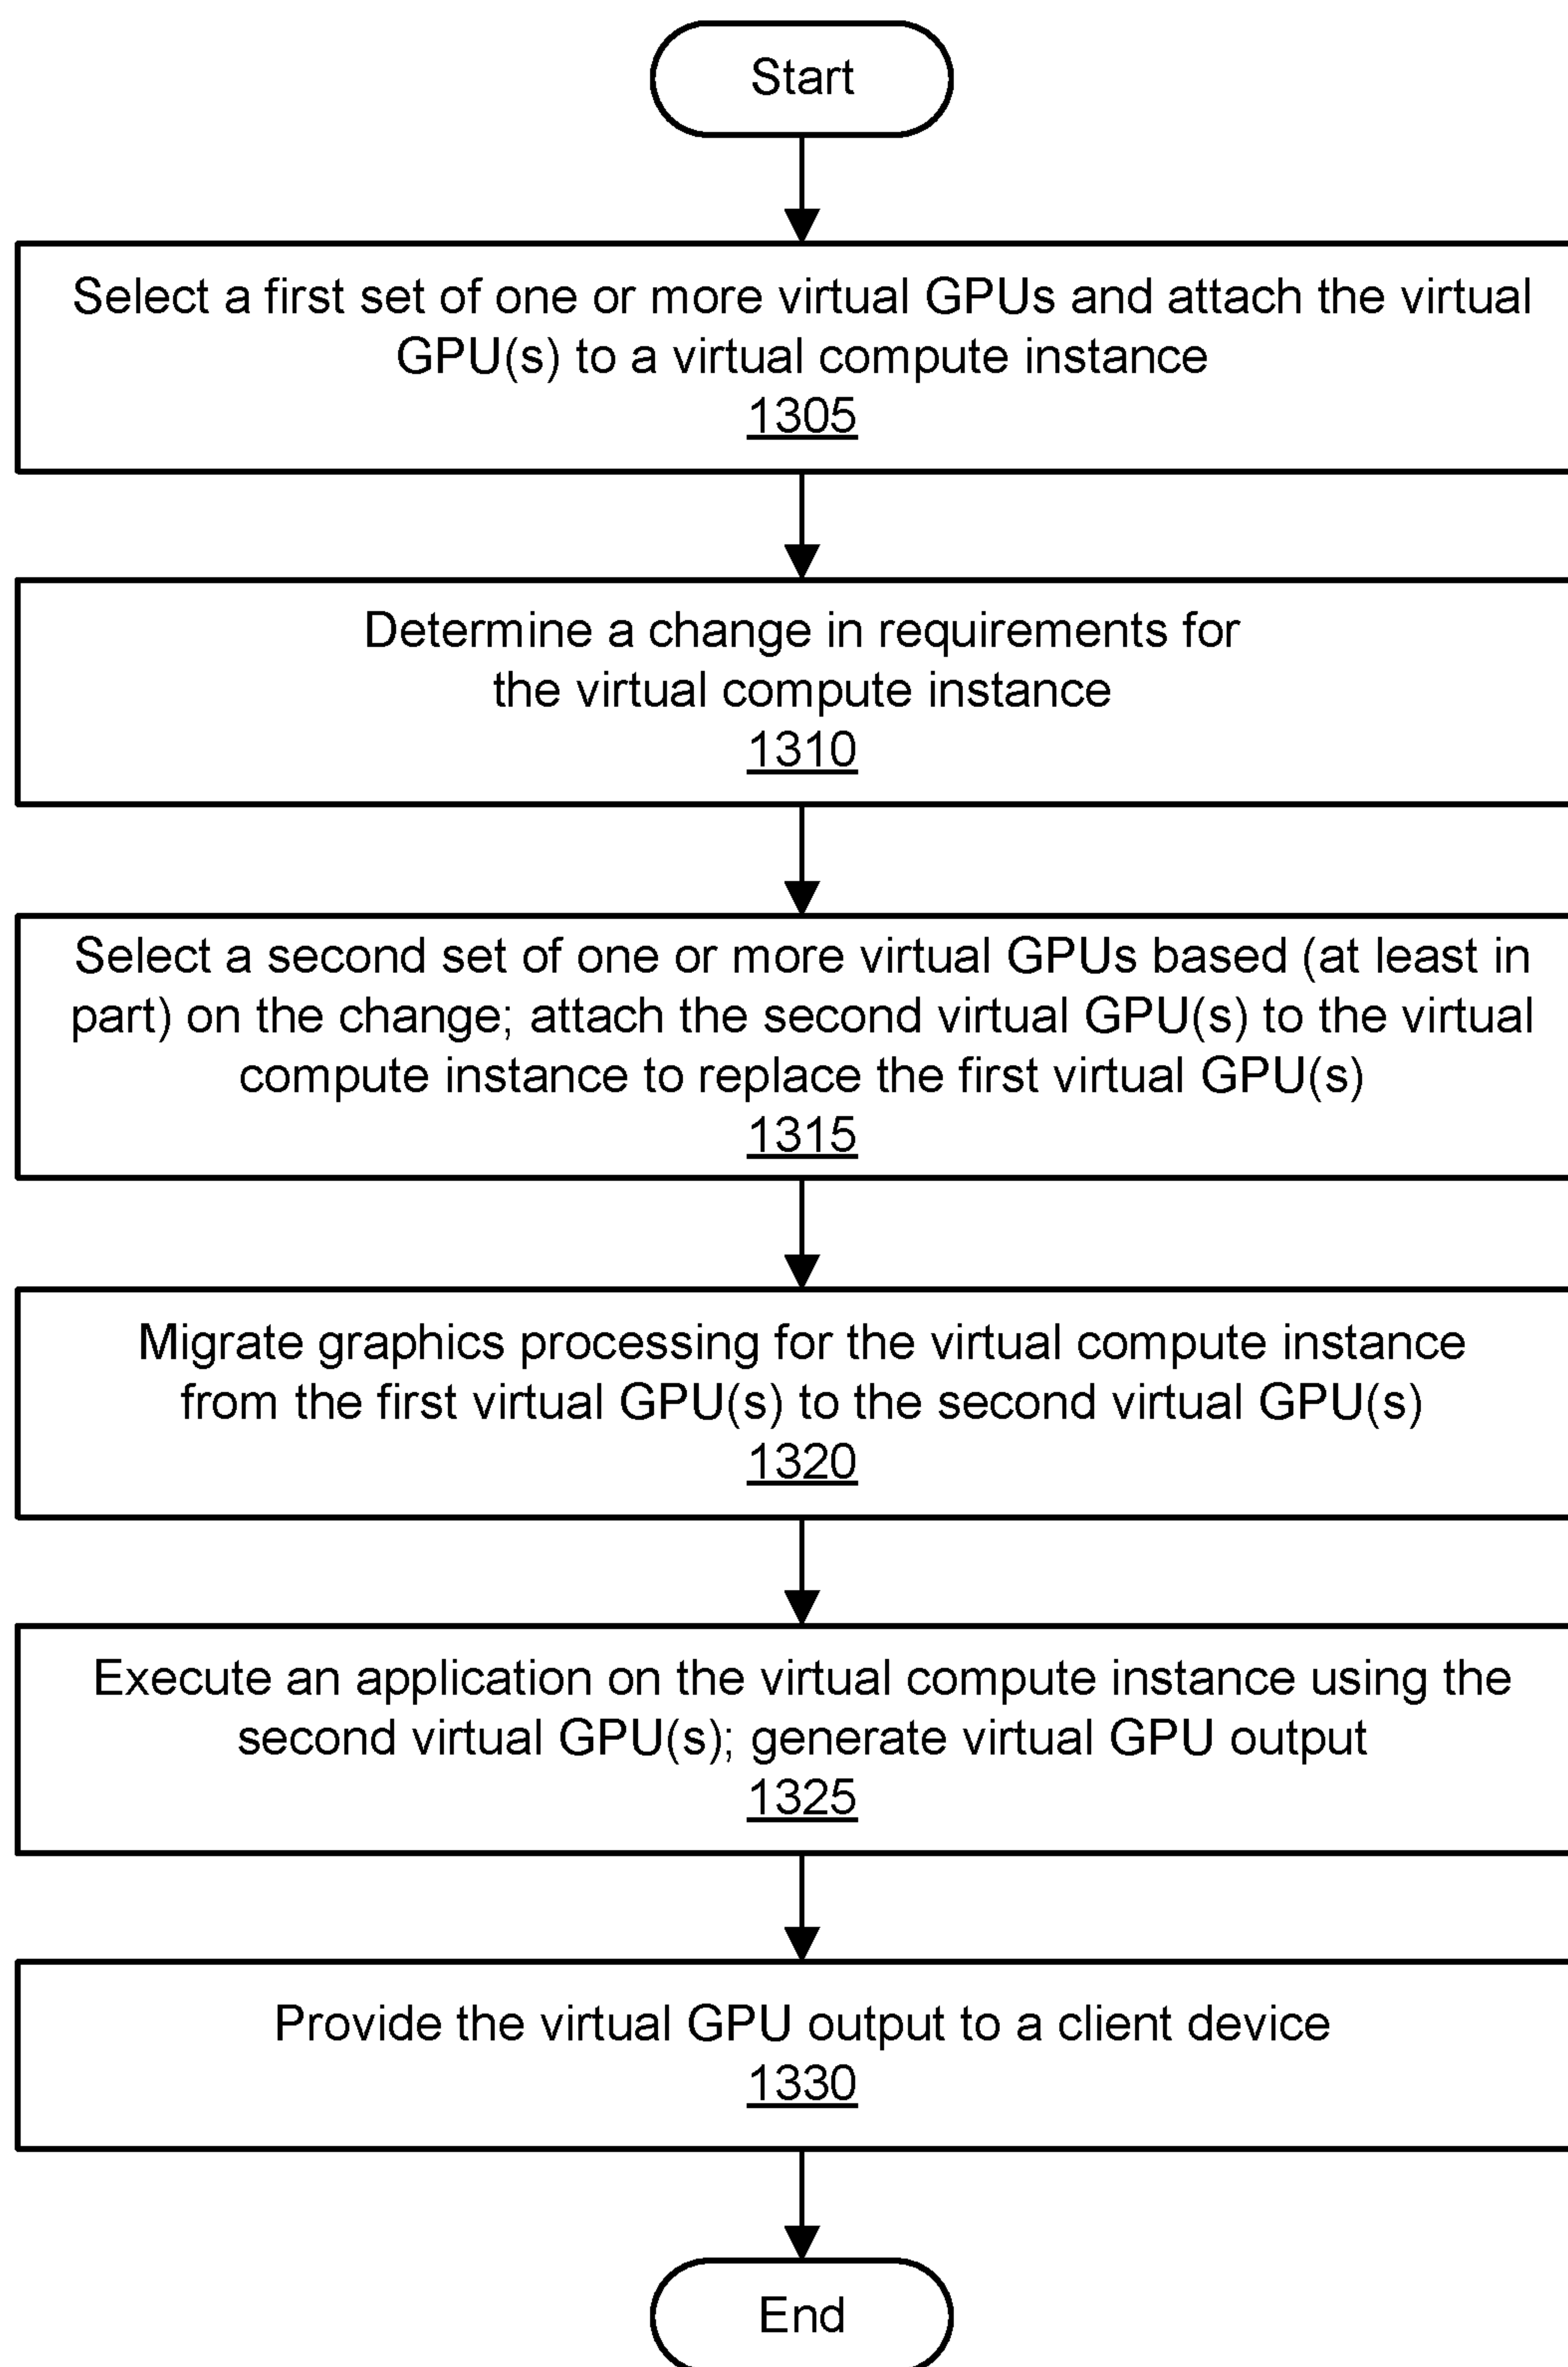 Start
Select a first set of one or more virtual GPUs and attach the virtual
GPU(s) to a virtual compute instance
1305
Determine a change in requirements for
the virtual compute instance
1310
Select a second set of one or more virtual GPUs based (at least in
part) on the change; attach the second virtual GPU(s) to the virtual
compute instance to replace the first virtual GPU(s)
1315
Migrate graphics processing for the virtual compute instance
from the first virtual GPU(s) to the second virtual GPU(s)
1320
Execute an application on the virtual compute instance using the
second virtual GPU(s); generate virtual GPU output
1325
Provide the virtual GPU output to a client device
1330
End